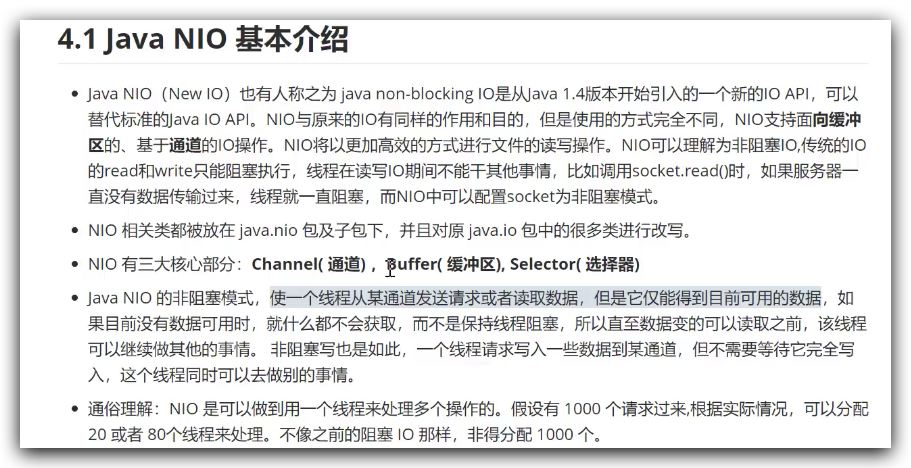 4.1 Java NIO 基本介绍
Java NIO（New IO）也有人称之为 java non-blocking IO是从Java 1.4版本开始引入的一个新的IO API，可以
替代标准的Java IO API。NIO与原来的IO有同样的作用和目的，但是使用的方式完全不同，NIO支持面向缓冲
区的、基于通道的IO操作。NIO将以更加高效的方式进行文件的读写操作。NIO可以理解为非阻塞IO,传统的IO
的read和write只能阻塞执行，线程在读写IO期间不能干其他事情，比如调用socket.read()时，如果服务器一
直没有数据传输过来，线程就一直阻塞，而NIO中可以配置socket为非阻塞模式。
NIO 相关类都被放在 java.nio 包及子包下，并且对原 java.io 包中的很多类进行改写。
NIO 有三大核心部分：Channel( 通道) ，Buffer( 缓冲区), Selector( 选择器)
Java NIO 的非阻塞模式，使一个线程从某通道发送请求或者读取数据，但是它仅能得到目前可用的数据，如
果目前没有数据可用时，就什么都不会获取，而不是保持线程阻塞，所以直至数据变的可以读取之前，该线程
可以继续做其他的事情。 非阻塞写也是如此，一个线程请求写入一些数据到某通道，但不需要等待它完全写
入，这个线程同时可以去做别的事情。
通俗理解：NIO 是可以做到用一个线程来处理多个操作的。假设有 1000 个请求过来,根据实际情况，可以分配
20 或者 80个线程来处理。不像之前的阻塞 IO 那样，非得分配 1000 个。